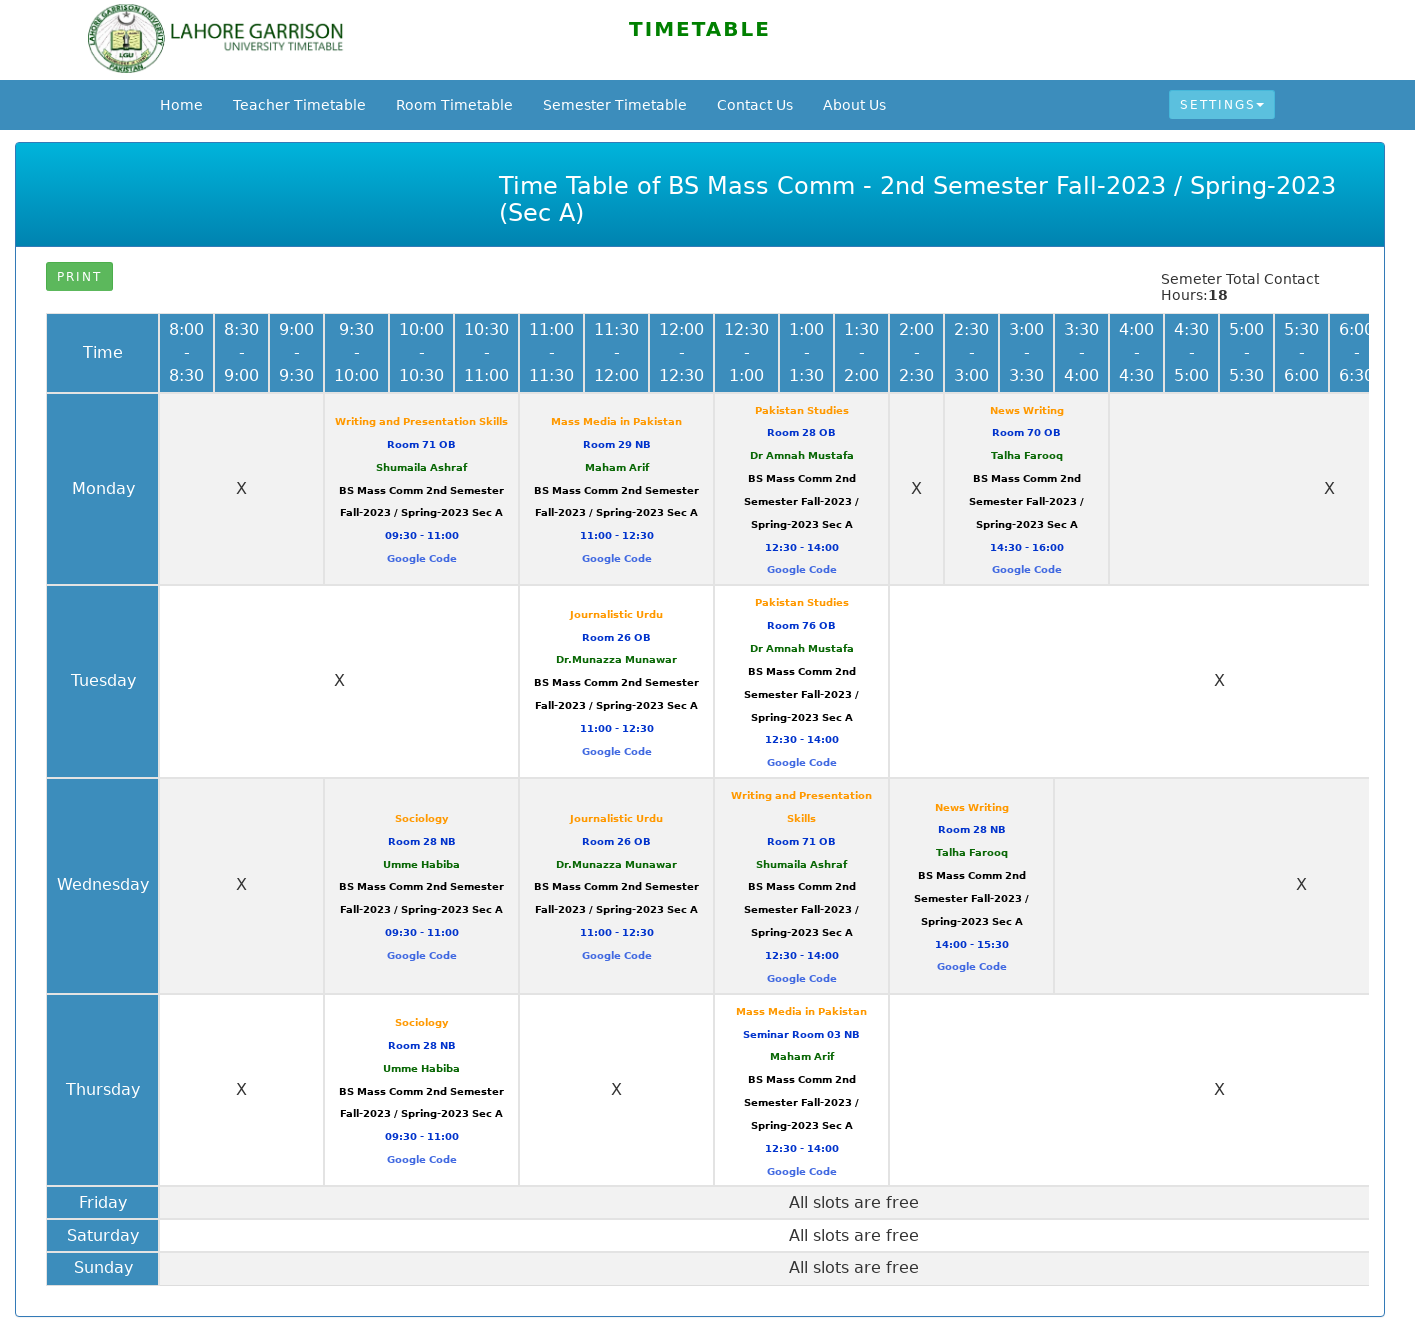 LAHORE GARRISON
UNIVERSITY TIMETABLE
TIMETABLE
Home Teacher Timetable Room Timetable Semester Timetable Contact Us About Us SETTINGS
Time Table of BS Mass Comm - 2nd Semester Fall-2023 / Spring-2023
(Sec A)
PRINT
Semeter Total Contact
Hours:18
Time
8:00 - 8:30
8:30 - 9:00
9:00 - 9:30
9:30 - 10:00
10:00 - 10:30
10:30 - 11:00
11:00 - 11:30
11:30 - 12:00
12:00 - 12:30
12:30 - 1:00
1:00 - 1:30
1:30 - 2:00
2:00 - 2:30
2:30 - 3:00
3:00 - 3:30
3:30 - 4:00
4:00 - 4:30
4:30 - 5:00
5:00 - 5:30
5:30 - 6:00
6:00 - 6:30
Monday
X
Writing and Presentation Skills
Room 71 OB
Shumaila Ashraf
BS Mass Comm 2nd Semester
Fall-2023 / Spring-2023 Sec A
09:30 - 11:00
Google Code
Mass Media in Pakistan
Room 29 NB
Maham Arif
BS Mass Comm 2nd Semester
Fall-2023 / Spring-2023 Sec A
11:00 - 12:30
Google Code
Pakistan Studies
Room 28 OB
Dr Amnah Mustafa
BS Mass Comm 2nd
Semester Fall-2023 /
Spring-2023 Sec A
12:30 - 14:00
Google Code
X
News Writing
Room 70 OB
Talha Farooq
BS Mass Comm 2nd
Semester Fall-2023 /
Spring-2023 Sec A
14:30 - 16:00
Google Code
X
Tuesday
X
Journalistic Urdu
Room 26 OB
Dr.Munazza Munawar
BS Mass Comm 2nd Semester
Fall-2023 / Spring-2023 Sec A
11:00 - 12:30
Google Code
Pakistan Studies
Room 76 OB
Dr Amnah Mustafa
BS Mass Comm 2nd
Semester Fall-2023 /
Spring-2023 Sec A
12:30 - 14:00
Google Code
X
Wednesday
X
Sociology
Room 28 NB
Umme Habiba
BS Mass Comm 2nd Semester
Fall-2023 / Spring-2023 Sec A
09:30 - 11:00
Google Code
Journalistic Urdu
Room 26 OB
Dr.Munazza Munawar
BS Mass Comm 2nd Semester
Fall-2023 / Spring-2023 Sec A
11:00 - 12:30
Google Code
Writing and Presentation
Skills
Room 71 OB
Shumaila Ashraf
BS Mass Comm 2nd
Semester Fall-2023 /
Spring-2023 Sec A
12:30 - 14:00
Google Code
News Writing
Room 28 NB
Talha Farooq
BS Mass Comm 2nd
Semester Fall-2023 /
Spring-2023 Sec A
14:00 - 15:30
Google Code
X
Thursday
X
Sociology
Room 28 NB
Umme Habiba
BS Mass Comm 2nd Semester
Fall-2023 / Spring-2023 Sec A
09:30 - 11:00
Google Code
X
Mass Media in Pakistan
Seminar Room 03 NB
Maham Arif
BS Mass Comm 2nd
Semester Fall-2023 /
Spring-2023 Sec A
12:30 - 14:00
Google Code
X
Friday
All slots are free
Saturday
All slots are free
Sunday
All slots are free